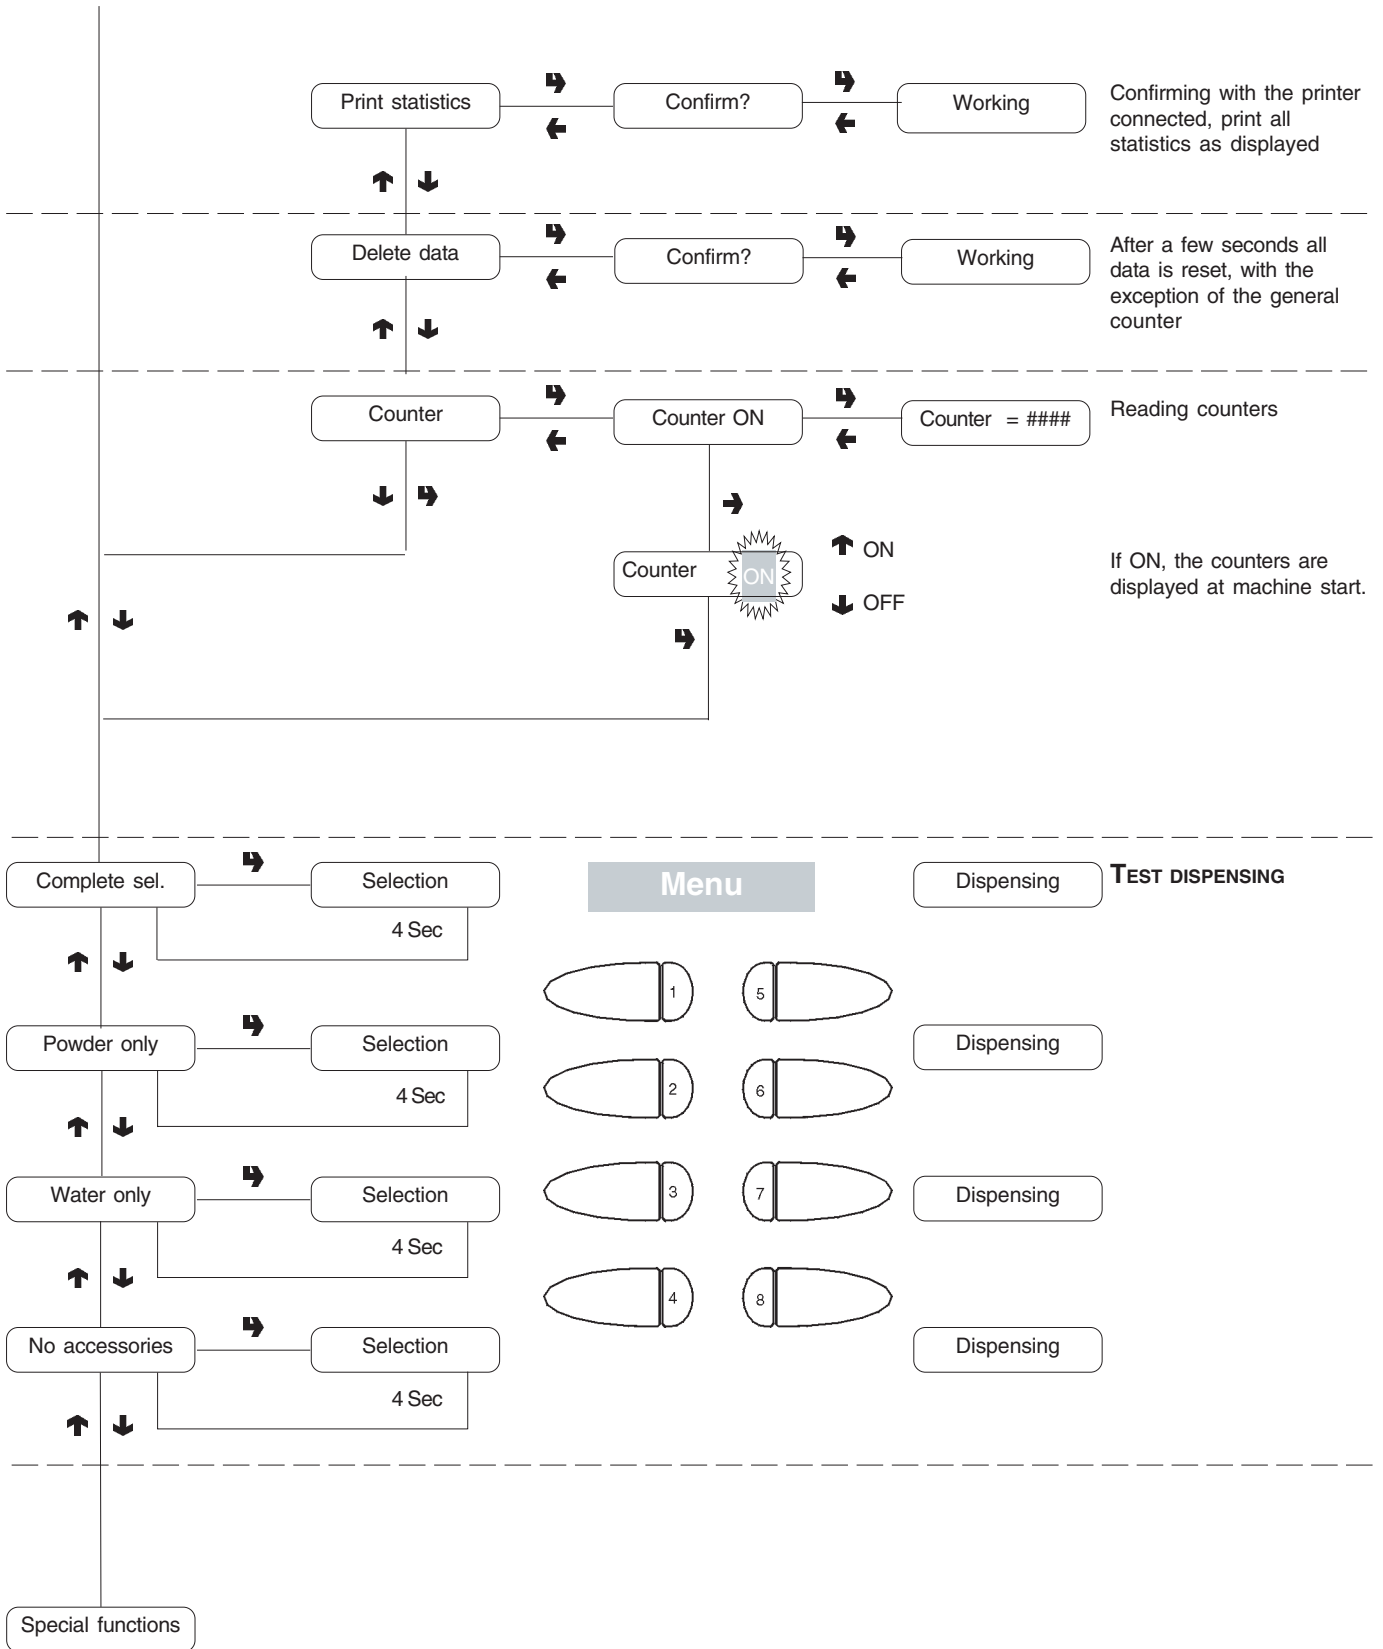 Print statistics
Confirm?
Working
Confirming with the printer
connected, print all
statistics as displayed
Delete data
Confirm?
Working
After a few seconds all
data is reset, with the
exception of the general
counter
Counter
Counter ON
Counter = ####
Reading counters
Counter ON
ON
OFF
If ON, the counters are
displayed at machine start.
Complete sel.
Selection
4 Sec
Menu
Dispensing
TEST DISPENSING
1
5
Powder only
Selection
4 Sec
Dispensing
2
6
Water only
Selection
4 Sec
3
7
Dispensing
4
8
No accessories
Selection
4 Sec
Dispensing
Special functions